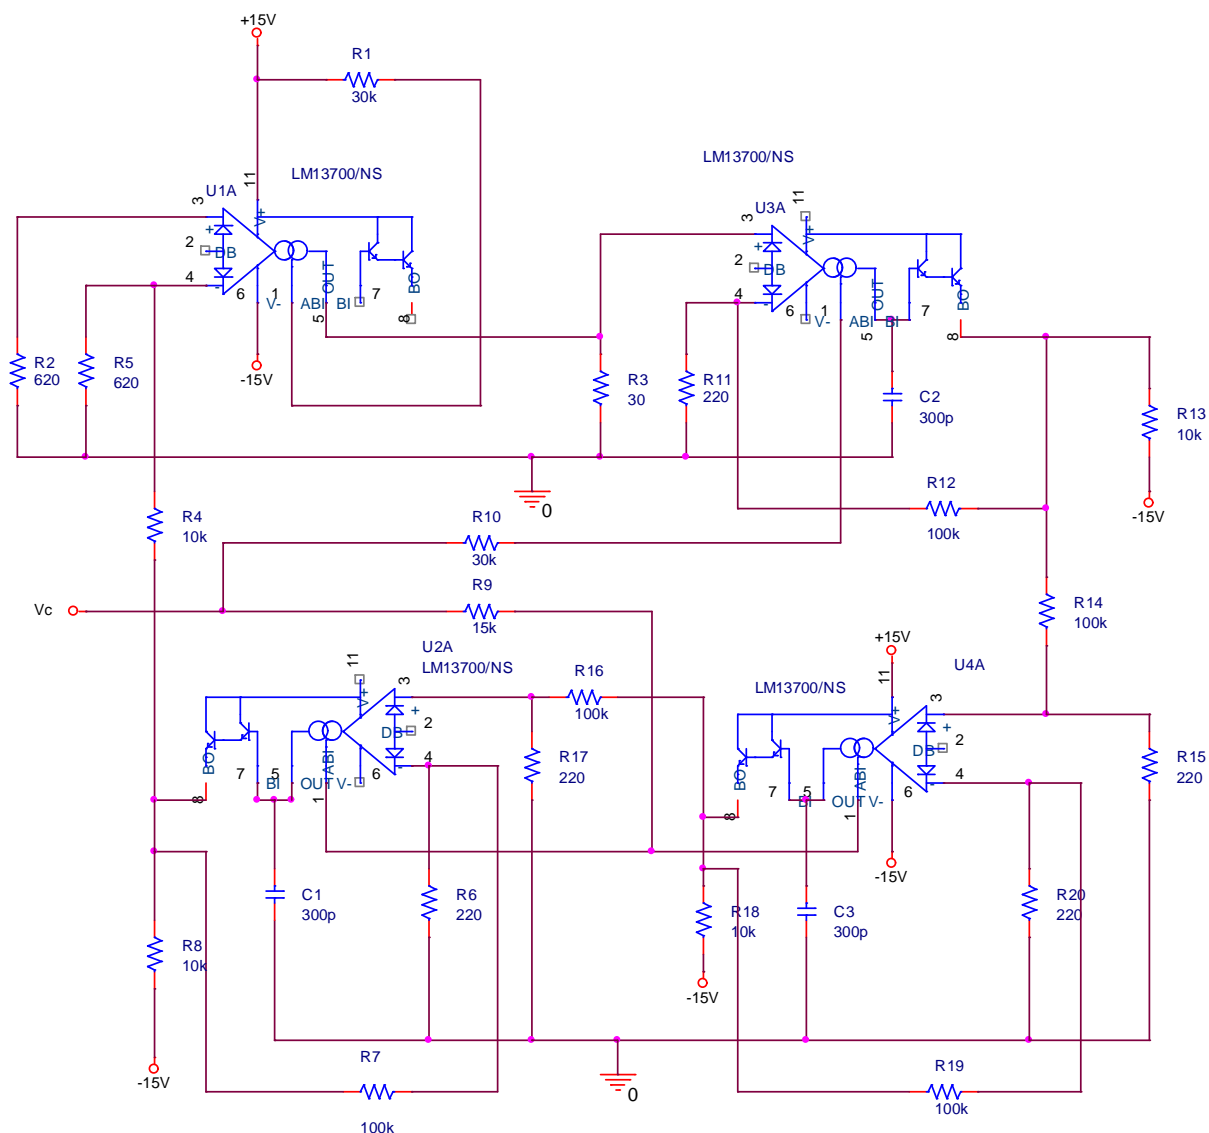 +15V
R1
30k
LM13700/NS
U1A
11
3
V+
+
2
DB
4
-
6
V-
1
ABI
OUT
5
BI
7
BO
8
-15V
R2
620
R5
620
LM13700/NS
U3A
11
3
V+
+
2
DB
4
-
6
V-
1
ABI
OUT
5
BI
7
BO
8
R3
30
R11
220
C2
300p
R13
10k
-15V
0
R12
100k
R4
10k
R10
30k
Vc
R9
15k
R14
100k
U2A
LM13700/NS
11
V+
3
+
2
DB
4
-
6
V-
ABI
OUT
1
5
BI
7
BO
8
R16
100k
R17
220
+15V
U4A
LM13700/NS
11
V+
3
+
2
DB
4
-
6
V-
ABI
OUT
1
5
BI
7
BO
8
-15V
R15
220
C1
300p
R6
220
R18
10k
C3
300p
R20
220
R8
10k
-15V
-15V
R7
100k
0
R19
100k